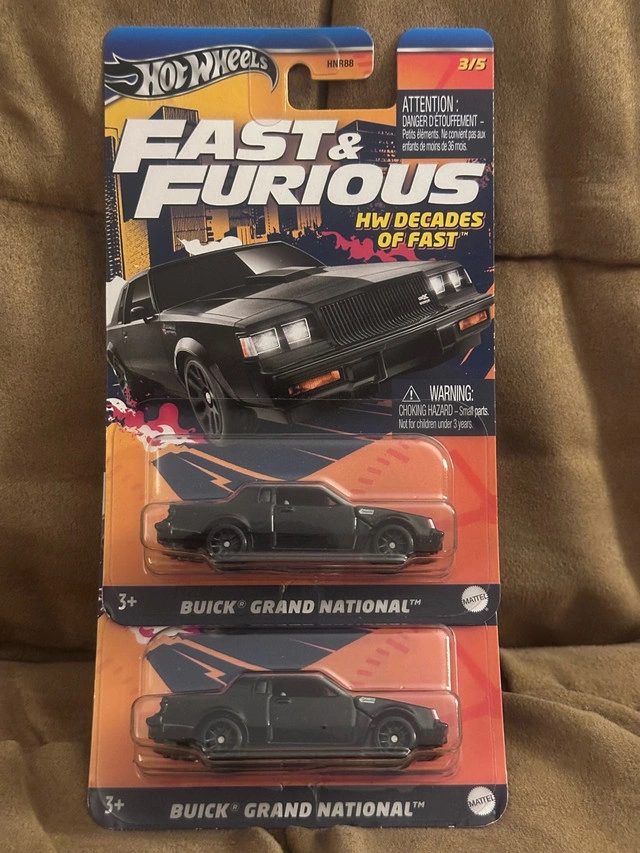 HOT WHEELS
HNR88
3/5
ATTENTION :
DANGER D'ÉTOUFFEMENT –
Petits éléments. Ne convient pas aux
enfants de moins de 36 mois.
FAST &
FURIOUS
HW DECADES
OF FAST™
⚠ WARNING:
CHOKING HAZARD – Small parts.
Not for children under 3 years.
3+
BUICK® GRAND NATIONAL™
MATTEL
3+
BUICK® GRAND NATIONAL™
MATTEL